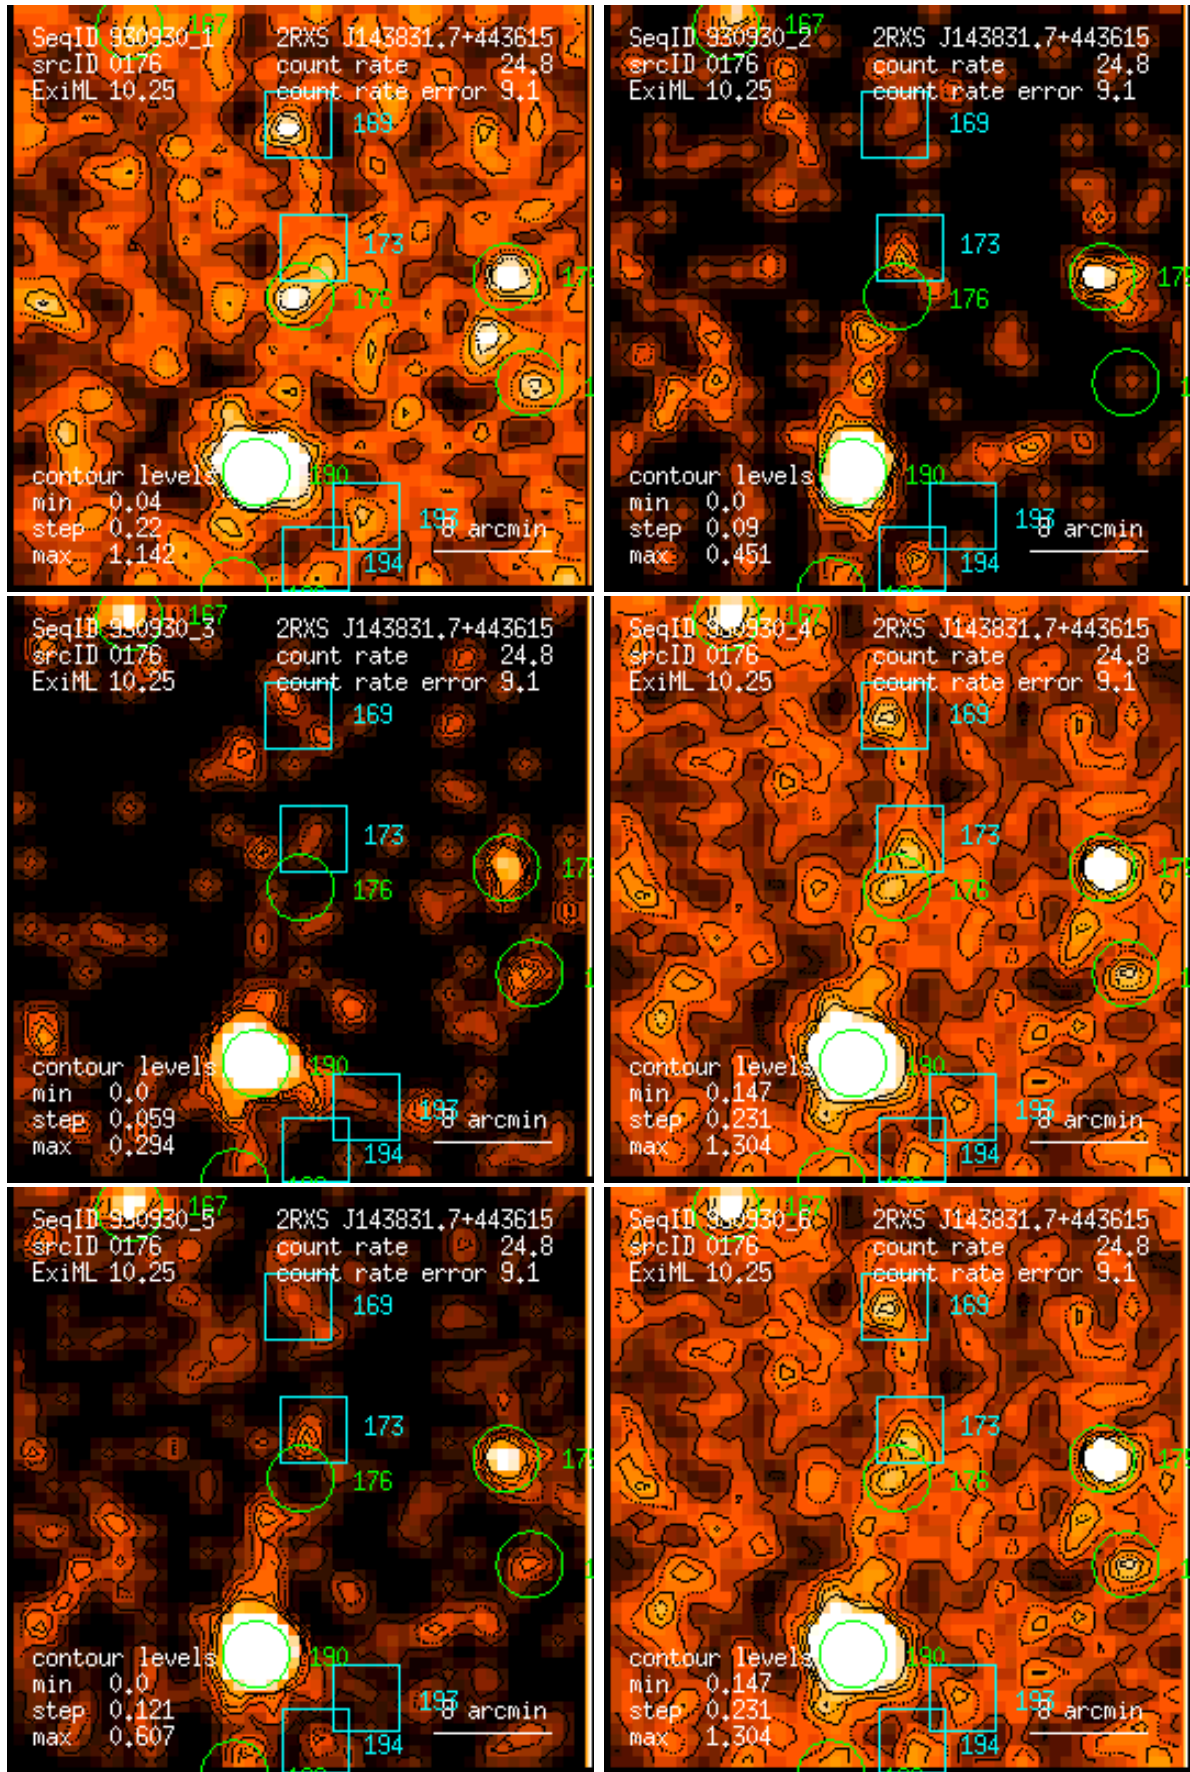 167
SeqID 930930_1 2RXS J143831.7+443615
srcID 0176 count rate 24.8
ExiML 10.25 count rate error 9.1
169
173
176
190
contour levels
min 0.04
step 0.22
max 1.142
193
8 arcmin
194
167
SeqID 930930_2 2RXS J143831.7+443615
srcID 0176 count rate 24.8
ExiML 10.25 count rate error 9.1
169
173
176
190
contour levels
min 0.0
step 0.09
max 0.451
193
8 arcmin
194
167
SeqID 930930_3 2RXS J143831.7+443615
srcID 0176 count rate 24.8
ExiML 10.25 count rate error 9.1
169
173
176
190
contour levels
min 0.0
step 0.059
max 0.294
193
8 arcmin
194
167
SeqID 930930_4 2RXS J143831.7+443615
srcID 0176 count rate 24.8
ExiML 10.25 count rate error 9.1
169
173
176
190
contour levels
min 0.147
step 0.231
max 1.304
193
8 arcmin
194
167
SeqID 930930_5 2RXS J143831.7+443615
srcID 0176 count rate 24.8
ExiML 10.25 count rate error 9.1
169
173
176
190
contour levels
min 0.0
step 0.121
max 0.607
193
8 arcmin
194
167
SeqID 930930_6 2RXS J143831.7+443615
srcID 0176 count rate 24.8
ExiML 10.25 count rate error 9.1
169
173
176
190
contour levels
min 0.147
step 0.231
max 1.304
193
8 arcmin
194